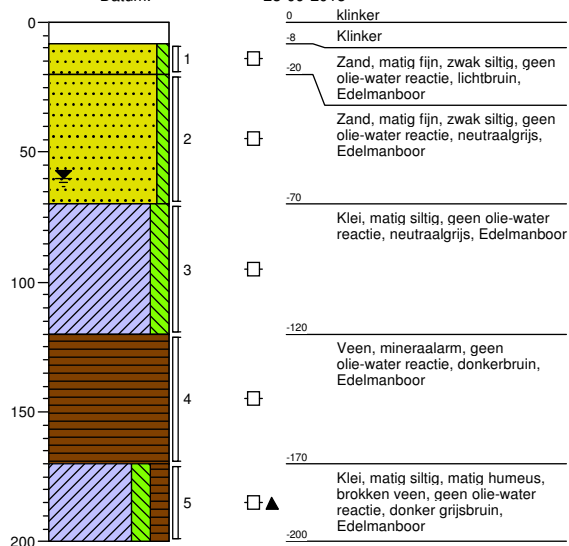 0
50
100
150
200
1
2
3
4
5
0 klinker
-8 Klinker
-20 Zand, matig fijn, zwak siltig, geen
olie-water reactie, lichtbruin,
Edelmanboor
Zand, matig fijn, zwak siltig, geen
olie-water reactie, neutraalgrijs,
Edelmanboor
-70
Klei, matig siltig, geen olie-water
reactie, neutraalgrijs, Edelmanboor
-120
Veen, mineraalarm, geen
olie-water reactie, donkerbruin,
Edelmanboor
-170
Klei, matig siltig, matig humeus,
brokken veen, geen olie-water
reactie, donker grijsbruin,
Edelmanboor
-200